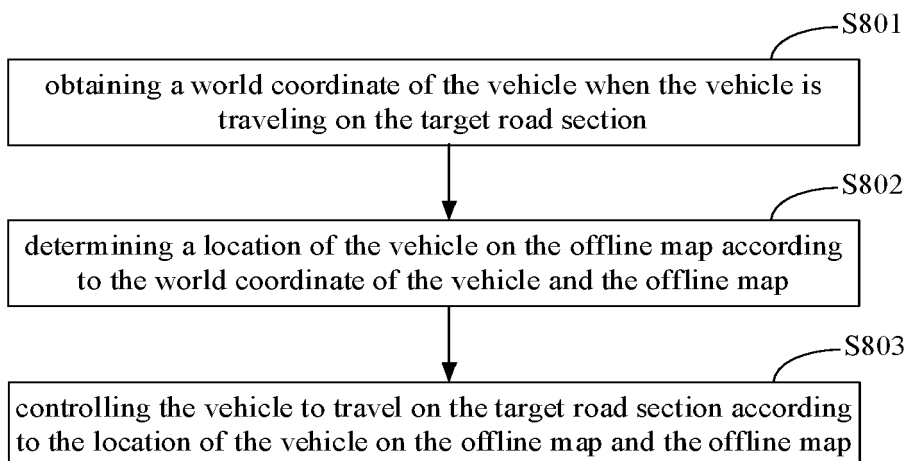 S801
obtaining a world coordinate of the vehicle when the vehicle is
traveling on the target road section
S802
determining a location of the vehicle on the offline map according
to the world coordinate of the vehicle and the offline map
S803
controlling the vehicle to travel on the target road section according
to the location of the vehicle on the offline map and the offline map